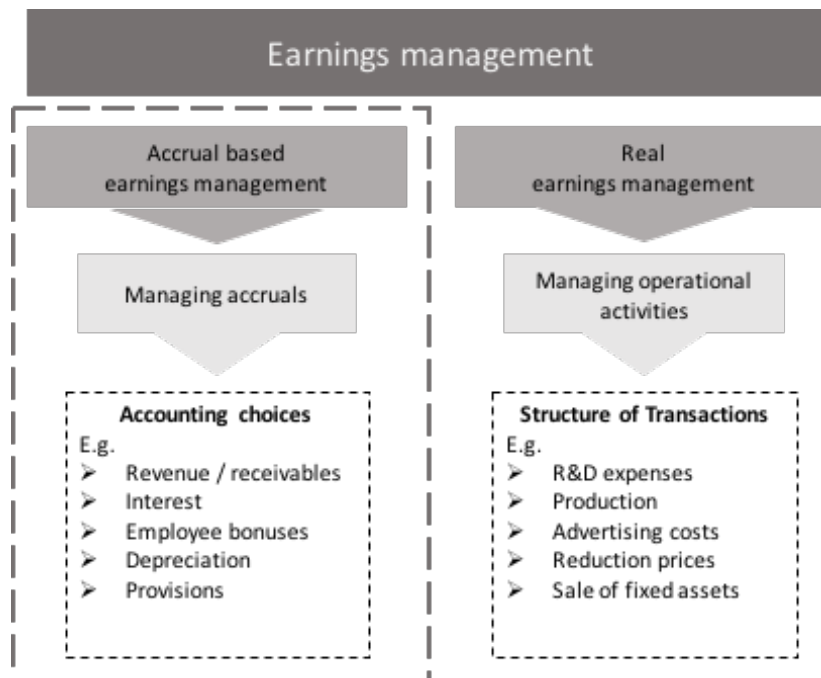 Earnings management
Accrual based
earnings management
Managing accruals
Accounting choices
E.g.
➢ Revenue / receivables
➢ Interest
➢ Employee bonuses
➢ Depreciation
➢ Provisions
Real
earnings management
Managing operational
activities
Structure of Transactions
E.g.
➢ R&D expenses
➢ Production
➢ Advertising costs
➢ Reduction prices
➢ Sale of fixed assets